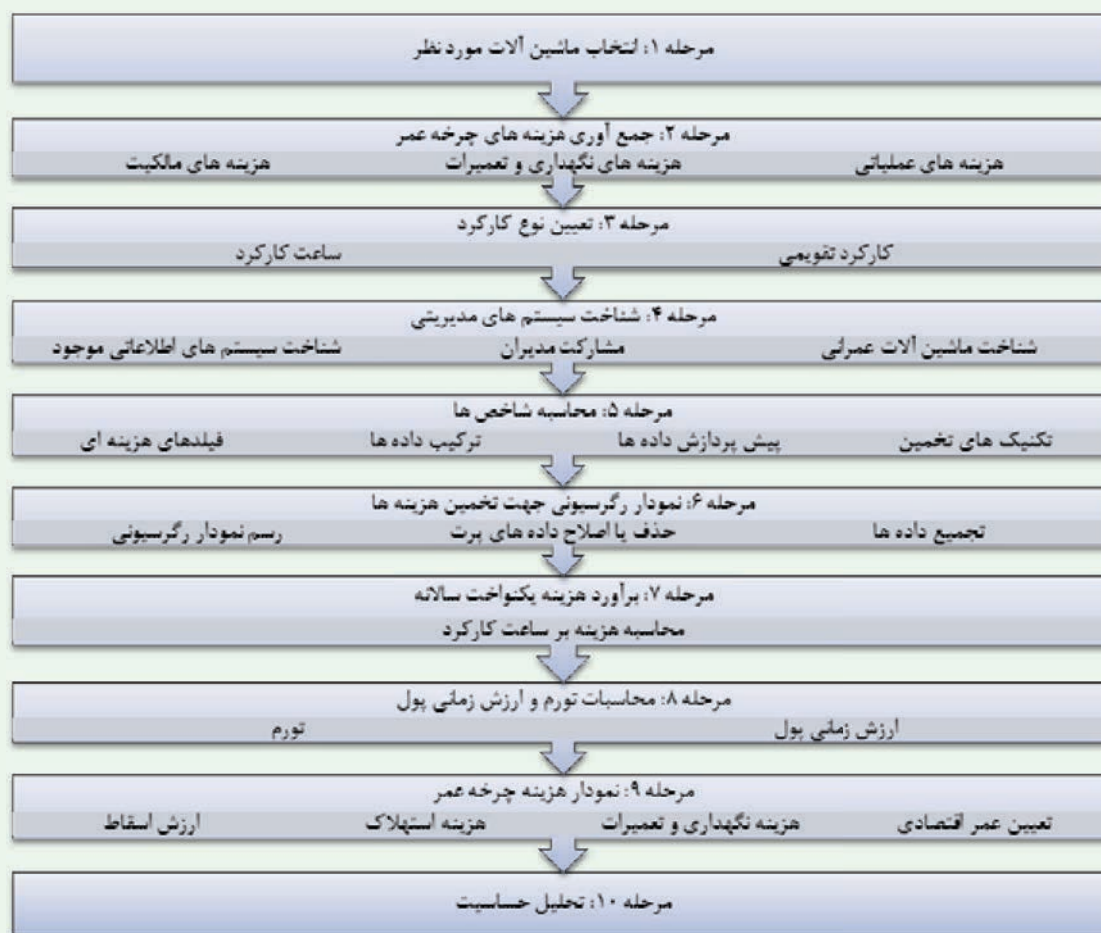 مرحله ۱: انتخاب ماشین آلات مورد نظر
مرحله ۲: جمع آوری هزینه های چرخه عمر
هزینه های عملیاتی هزینه های نگهداری و تعمیرات هزینه های مالکیت
مرحله ۳: تعیین نوع کارکرد
کارکرد تقویمی ساعت کارکرد
مرحله ۴: شناخت سیستم های مدیریتی
شناخت ماشین آلات عمرانی مشارکت مدیران شناخت سیستم های اطلاعاتی موجود
مرحله ۵: محاسبه شاخص ها
تکنیک های تخمین پیش پردازش داده ها ترکیب داده ها فیلدهای هزینه ای
مرحله ۶: نمودار رگرسیونی جهت تخمین هزینه ها
تجمیع داده ها حذف یا اصلاح داده های پرت رسم نمودار رگرسیونی
مرحله ۷: برآورد هزینه یکنواخت سالانه
محاسبه هزینه بر ساعت کارکرد
مرحله ۸: محاسبات تورم و ارزش زمانی پول
ارزش زمانی پول تورم
مرحله ۹: نمودار هزینه چرخه عمر
تعیین عمر اقتصادی هزینه نگهداری و تعمیرات هزینه استهلاک ارزش اسقاط
مرحله ۱۰: تحلیل حساسیت